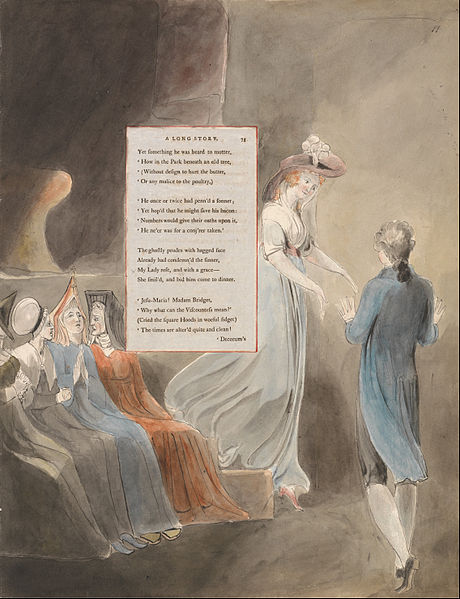 A LONG STORY. 75
Yet something he was heard to mutter,
‘ How in the Park beneath an old tree,
‘ (Without design to hurt the butter,
‘ Or any malice to the poultry,)
‘ He once or twice had penn'd a sonnet;
‘ Yet hop'd that he might save his bacon:
‘ Numbers would give their oaths upon it,
‘ He ne'er was for a conj'rer taken.’
The ghostly prudes with hagged face
Already had condemn'd the sinner,
My Lady rose, and with a grace—
She smil'd, and bid him come to dinner.
‘ Jesu-Maria! Madam Bridget,
‘ Why what can the Viscountess mean?’
(Cried the square Hoods in woeful fidget)
‘ The times are alter'd quite and clean!
‘ Decorum's